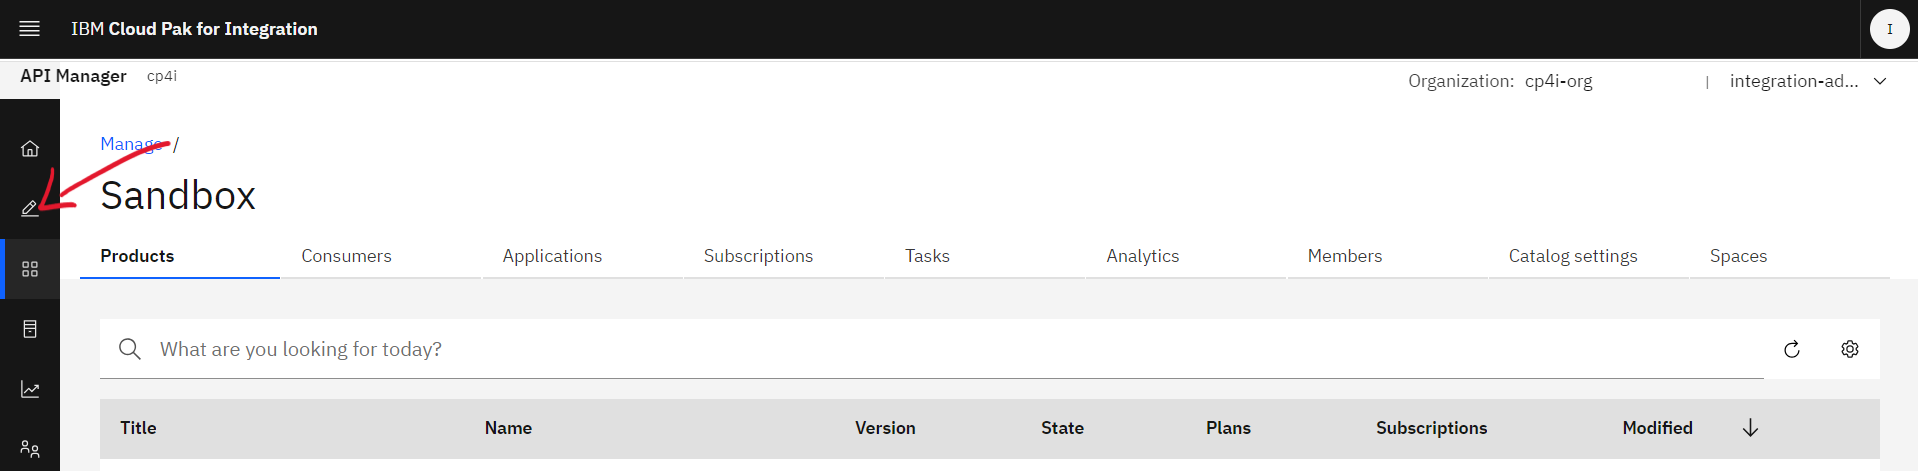 IBM Cloud Pak for Integration
I
API Manager cp4i
Organization: cp4i-org | integration-ad...
Manage /
Sandbox
Products Consumers Applications Subscriptions Tasks Analytics Members Catalog settings Spaces
What are you looking for today?
Title Name Version State Plans Subscriptions Modified